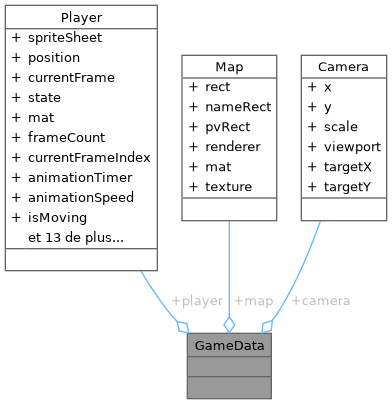 Player
+ spriteSheet
+ position
+ currentFrame
+ state
+ mat
+ frameCount
+ currentFrameIndex
+ animationTimer
+ animationSpeed
+ isMoving
et 13 de plus...
Map
+ rect
+ nameRect
+ pvRect
+ renderer
+ mat
+ texture
Camera
+ x
+ y
+ scale
+ viewport
+ targetX
+ targetY
+player
+map
+camera
GameData